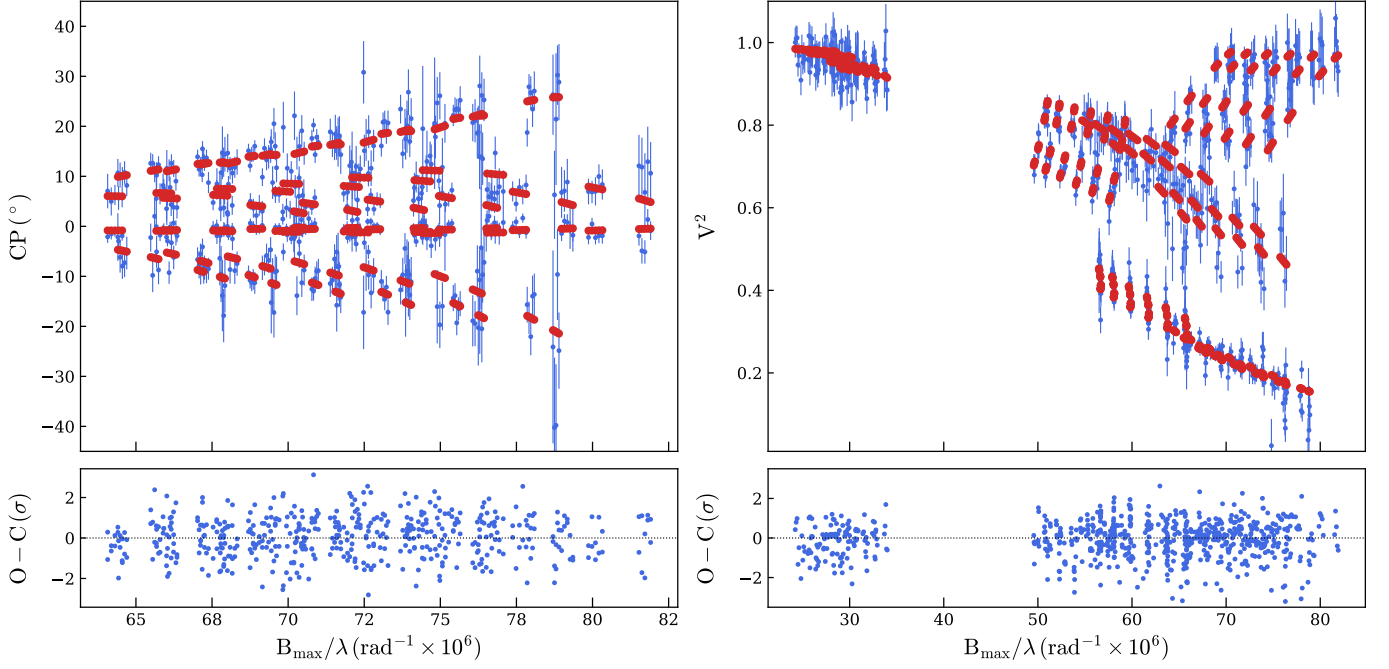 40
30
20
10
0
−10
−20
−30
−40
CP (°)
1.0
0.8
0.6
0.4
0.2
V²
2
0
−2
O − C (σ)
65 68 70 72 75 78 80 82
B_max/λ (rad⁻¹ × 10⁶)
2
0
−2
O − C (σ)
30 40 50 60 70 80
B_max/λ (rad⁻¹ × 10⁶)